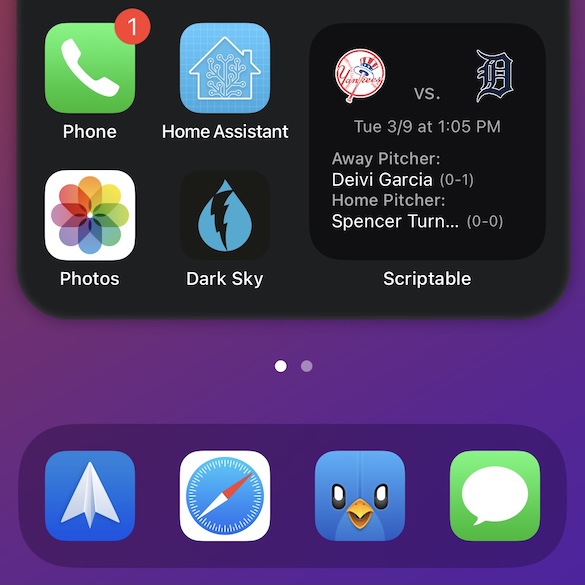 1
Phone
Home Assistant
Yankees
VS.
Tue 3/9 at 1:05 PM
Away Pitcher:
Deivi Garcia (0-1)
Home Pitcher:
Spencer Turn... (0-0)
Photos
Dark Sky
Scriptable